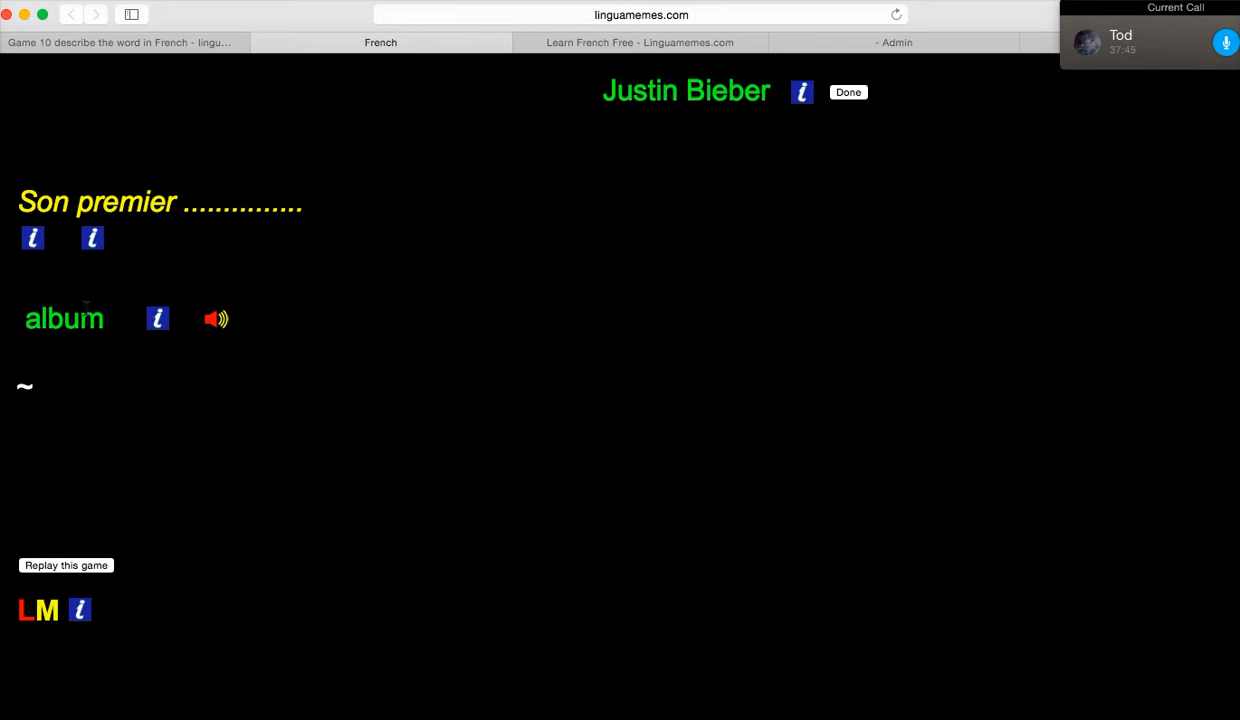 linguamemes.com
Current Call
Game 10 describe the word in French - lingu...
French
Learn French Free - Linguamemes.com
- Admin
Tod
37:45
Justin Bieber i Done
Son premier ...............
i i
album i
~
Replay this game
LM i